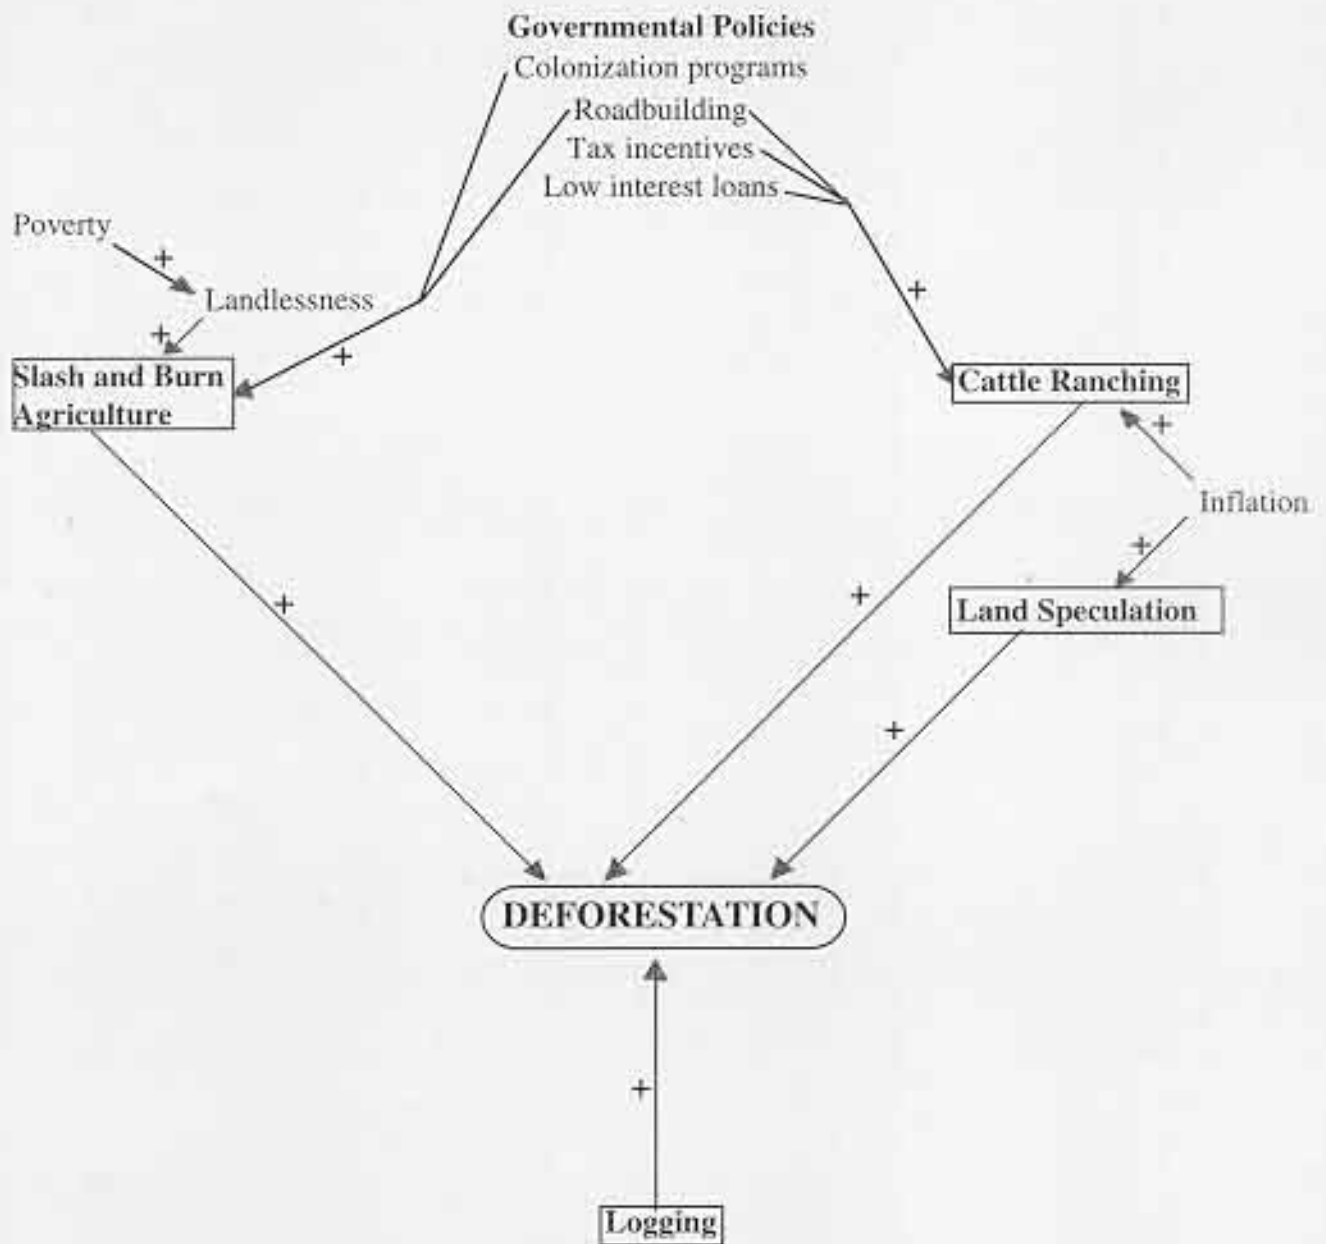 Governmental Policies
Colonization programs
Roadbuilding
Tax incentives
Low interest loans
Poverty
+
Landlessness
+
+
+
Slash and Burn
Agriculture
Cattle Ranching
+
Inflation
+
+
+
Land Speculation
+
DEFORESTATION
+
Logging